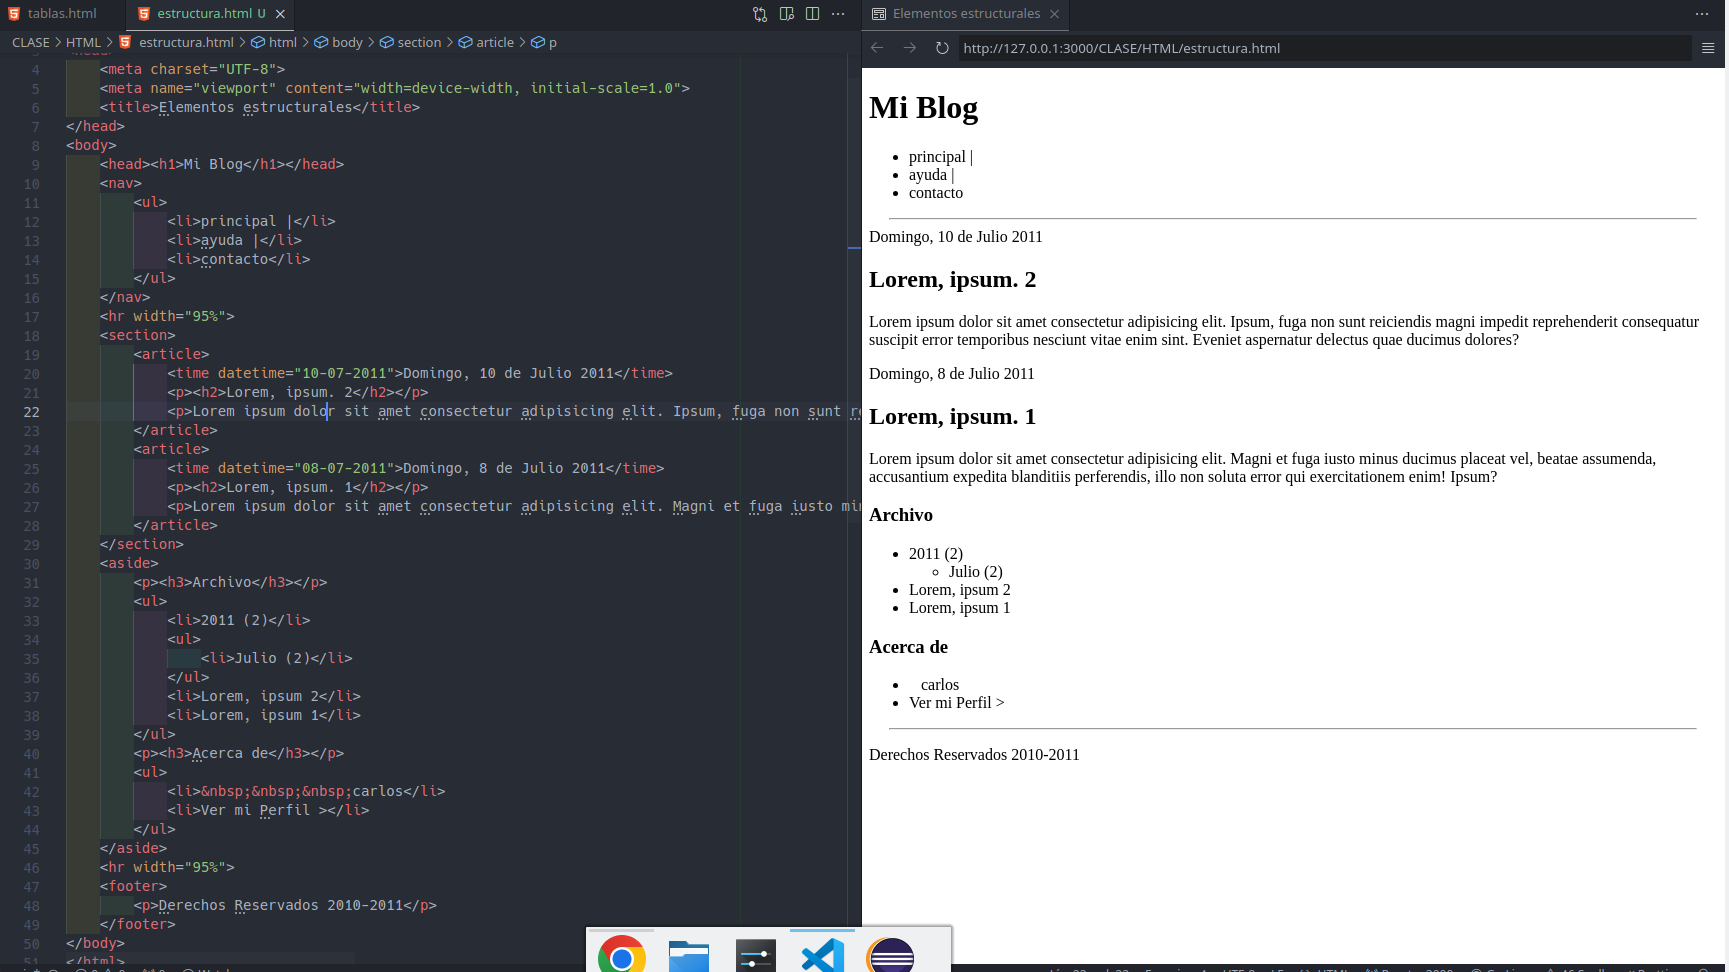 tablas.html
estructura.html U
CLASE > HTML > estructura.html > html > body > section > article > p
4 <meta charset="UTF-8">
5 <meta name="viewport" content="width=device-width, initial-scale=1.0">
6 <title>Elementos estructurales</title>
7 </head>
8 <body>
9 <head><h1>Mi Blog</h1></head>
10 <nav>
11 <ul>
12 <li>principal |</li>
13 <li>ayuda |</li>
14 <li>contacto</li>
15 </ul>
16 </nav>
17 <hr width="95%">
18 <section>
19 <article>
20 <time datetime="10-07-2011">Domingo, 10 de Julio 2011</time>
21 <p><h2>Lorem, ipsum. 2</h2></p>
22 <p>Lorem ipsum dolor sit amet consectetur adipisicing elit. Ipsum, fuga non sunt re
23 </article>
24 <article>
25 <time datetime="08-07-2011">Domingo, 8 de Julio 2011</time>
26 <p><h2>Lorem, ipsum. 1</h2></p>
27 <p>Lorem ipsum dolor sit amet consectetur adipisicing elit. Magni et fuga iusto mi
28 </article>
29 </section>
30 <aside>
31 <p><h3>Archivo</h3></p>
32 <ul>
33 <li>2011 (2)</li>
34 <ul>
35 <li>Julio (2)</li>
36 </ul>
37 <li>Lorem, ipsum 2</li>
38 <li>Lorem, ipsum 1</li>
39 </ul>
40 <p><h3>Acerca de</h3></p>
41 <ul>
42 <li>&nbsp;&nbsp;&nbsp;carlos</li>
43 <li>Ver mi Perfil ></li>
44 </ul>
45 </aside>
46 <hr width="95%">
47 <footer>
48 <p>Derechos Reservados 2010-2011</p>
49 </footer>
50 </body>
51 </html>
Elementos estructurales
http://127.0.0.1:3000/CLASE/HTML/estructura.html
Mi Blog
principal |
ayuda |
contacto
Domingo, 10 de Julio 2011
Lorem, ipsum. 2
Lorem ipsum dolor sit amet consectetur adipisicing elit. Ipsum, fuga non sunt reiciendis magni impedit reprehenderit consequatur
suscipit error temporibus nesciunt vitae enim sint. Eveniet aspernatur delectus quae ducimus dolores?
Domingo, 8 de Julio 2011
Lorem, ipsum. 1
Lorem ipsum dolor sit amet consectetur adipisicing elit. Magni et fuga iusto minus ducimus placeat vel, beatae assumenda,
accusantium expedita blanditiis perferendis, illo non soluta error qui exercitationem enim! Ipsum?
Archivo
2011 (2)
Julio (2)
Lorem, ipsum 2
Lorem, ipsum 1
Acerca de
carlos
Ver mi Perfil >
Derechos Reservados 2010-2011